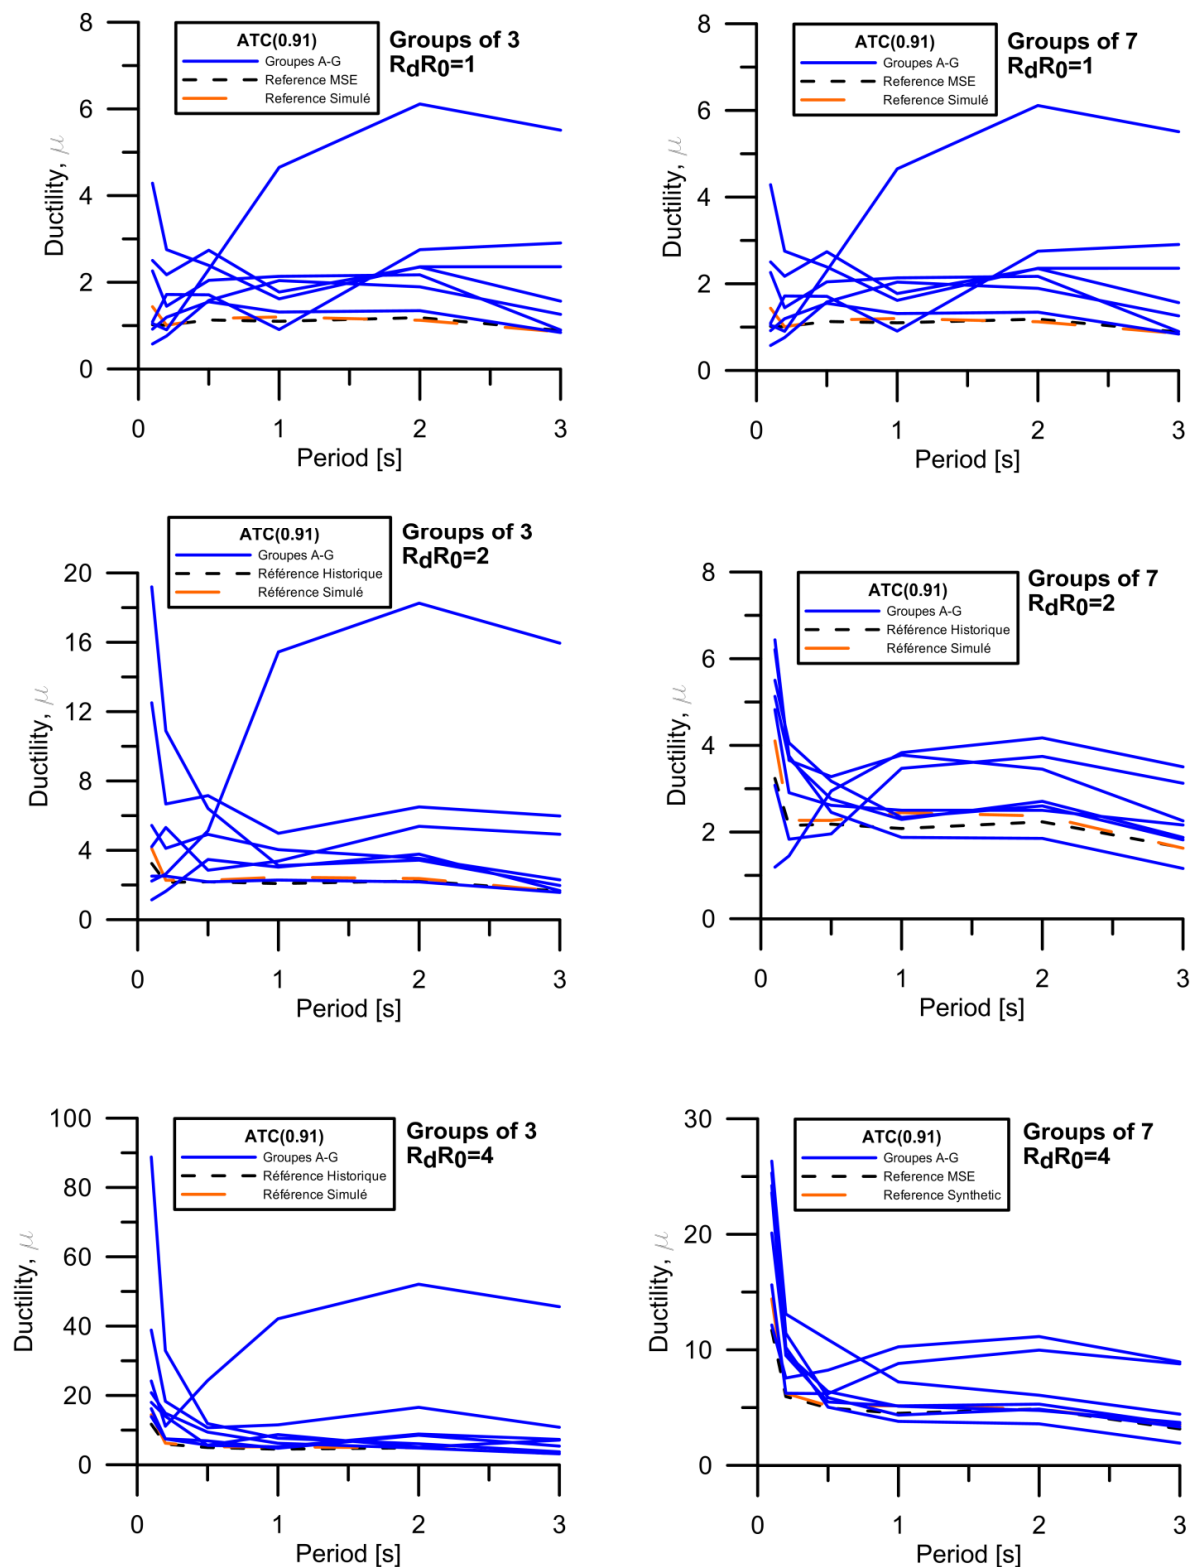 8
6
4
2
0
Ductility, μ
0
1
2
3
Period [s]
ATC(0.91)
Groupes A-G
Reference MSE
Reference Simulé
Groups of 3
RdR0=1
8
6
4
2
0
Ductility, μ
0
1
2
3
Period [s]
ATC(0.91)
Groupes A-G
Reference MSE
Reference Simulé
Groups of 7
RdR0=1
20
16
12
8
4
0
Ductility, μ
0
1
2
3
Period [s]
ATC(0.91)
Groupes A-G
Référence Historique
Référence Simulé
Groups of 3
RdR0=2
8
6
4
2
0
Ductility, μ
0
1
2
3
Period [s]
ATC(0.91)
Groupes A-G
Référence Historique
Référence Simulé
Groups of 7
RdR0=2
100
80
60
40
20
0
Ductility, μ
0
1
2
3
Period [s]
ATC(0.91)
Groupes A-G
Référence Historique
Référence Simulé
Groups of 3
RdR0=4
30
20
10
0
Ductility, μ
0
1
2
3
Period [s]
ATC(0.91)
Groupes A-G
Reference MSE
Reference Synthetic
Groups of 7
RdR0=4